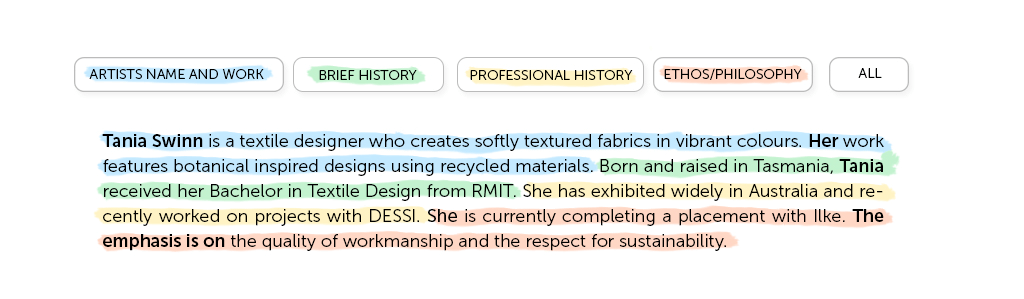 ARTISTS NAME AND WORK BRIEF HISTORY PROFESSIONAL HISTORY ETHOS/PHILOSOPHY ALL
Tania Swinn is a textile designer who creates softly textured fabrics in vibrant colours. Her work
features botanical inspired designs using recycled materials. Born and raised in Tasmania, Tania
received her Bachelor in Textile Design from RMIT. She has exhibited widely in Australia and re-
cently worked on projects with DESSI. She is currently completing a placement with Ilke. The
emphasis is on the quality of workmanship and the respect for sustainability.